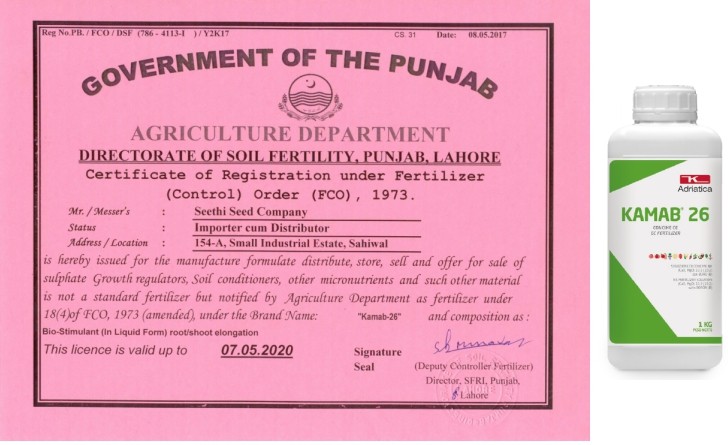 Reg No.PB. / FCO / DSF (786 - 4113-I ) / Y2K17 CS. 31 Date: 08.05.2017
GOVERNMENT OF THE PUNJAB
AGRICULTURE DEPARTMENT
DIRECTORATE OF SOIL FERTILITY, PUNJAB, LAHORE
Certificate of Registration under Fertilizer
(Control) Order (FCO), 1973.
Mr. / Messer's : Seethi Seed Company
Status : Importer cum Distributor
Address / Location : 154-A, Small Industrial Estate, Sahiwal
is hereby issued for the manufacture formulate distribute, store, sell and offer for sale of
sulphate Growth regulators, Soil conditioners, other micronutrients and such other material
is not a standard fertilizer but notified by Agriculture Department as fertilizer under
18(4)of FCO, 1973 (amended), under the Brand Name: "Kamab-26" and composition as :
Bio-Stimulant (In Liquid Form) root/shoot elongation
This licence is valid up to 07.05.2020
Signature
Seal
(Deputy Controller Fertilizer)
Director, SFRI, Punjab,
Lahore
Adriatica
KAMAB® 26
1 KG